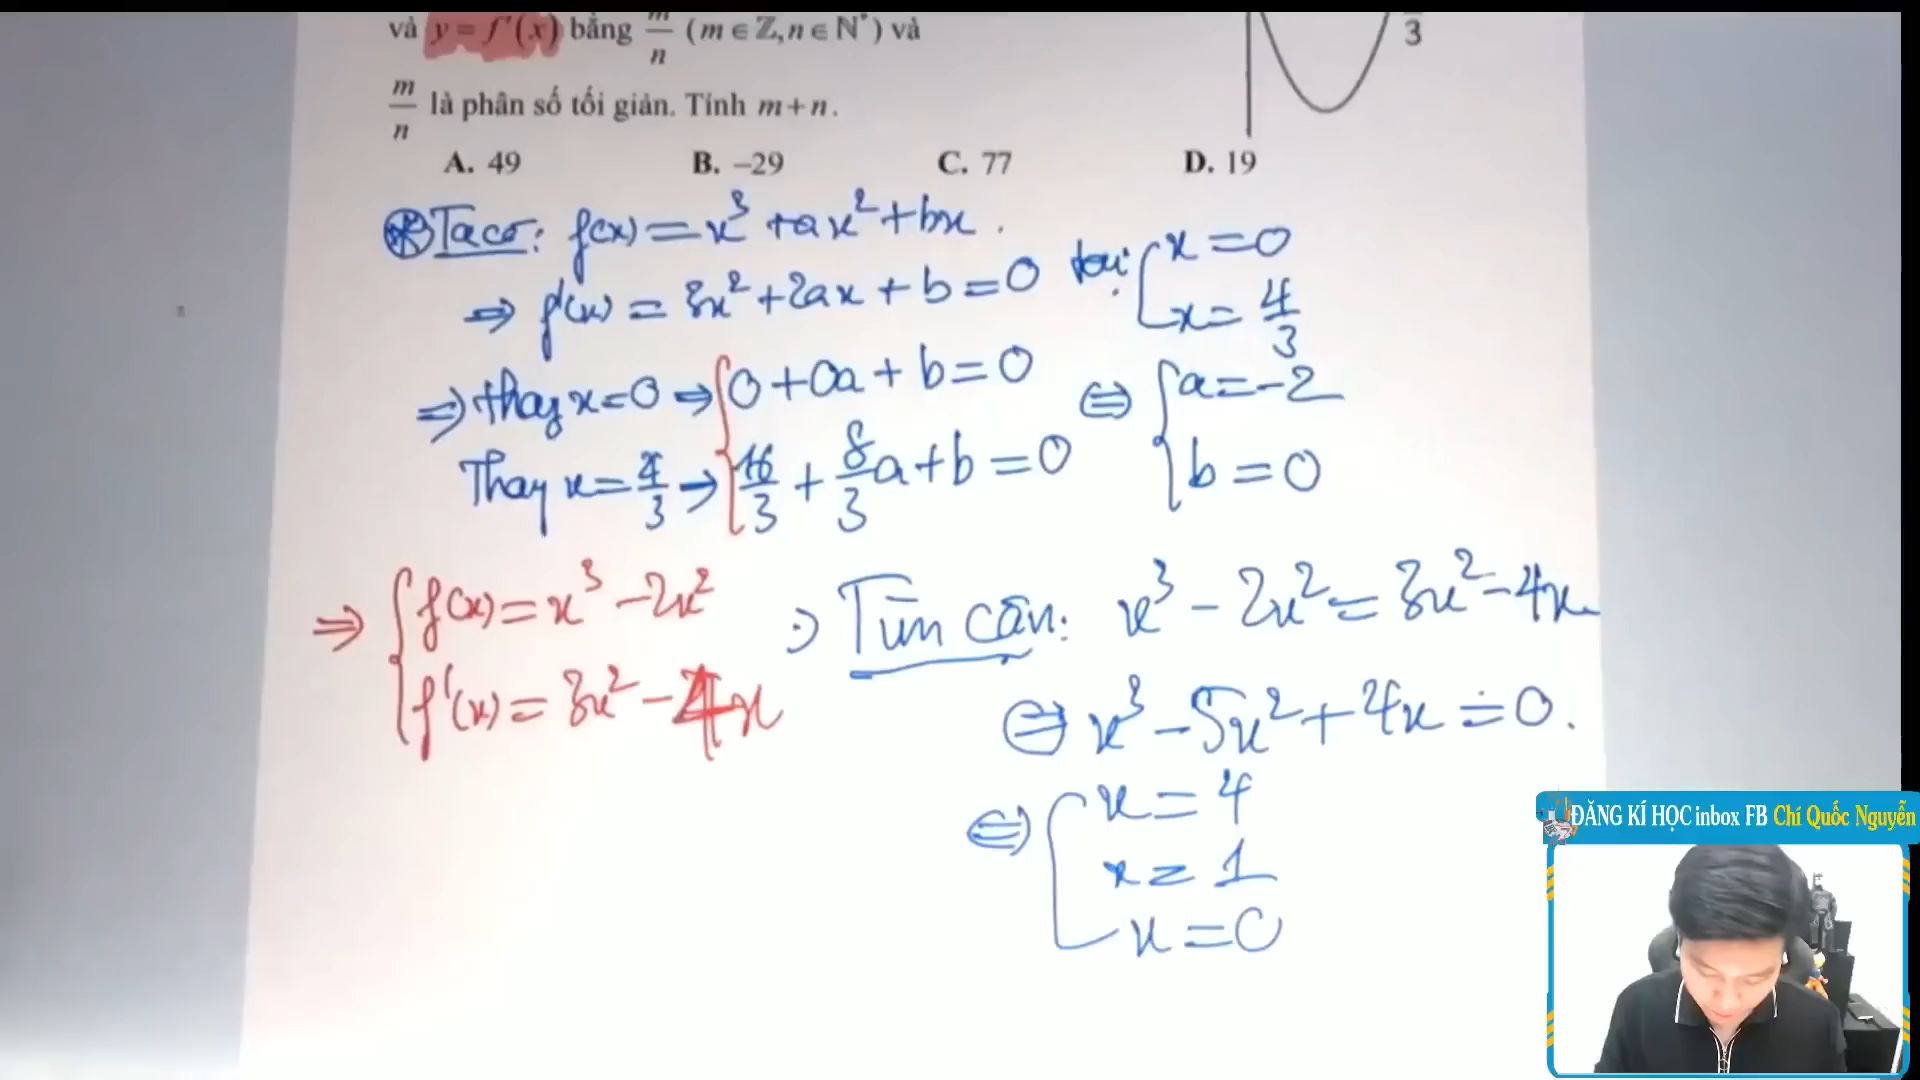 và y = f'(x) bằng m/n (m ∈ ℤ, n ∈ ℕ*) và
3
m/n là phân số tối giản. Tính m + n.
A. 49 B. –29 C. 77 D. 19
Ta có: f(x) = x³ + ax² + bx.
⇒ f'(x) = 3x² + 2ax + b = 0 tại [x = 0
x = 4/3
⇒ thay x = 0 → {0 + 0a + b = 0 ⇔ {a = -2
Thay x = 4/3 → 16/3 + 8/3a + b = 0 b = 0
⇒ {f(x) = x³ - 2x²
f'(x) = 3x² - 4x
Tìm cận: x³ - 2x² = 3x² - 4x
⇔ x³ - 5x² + 4x = 0.
⇔ [x = 4
x = 1
x = 0
ĐĂNG KÍ HỌC inbox FB Chí Quốc Nguyễn